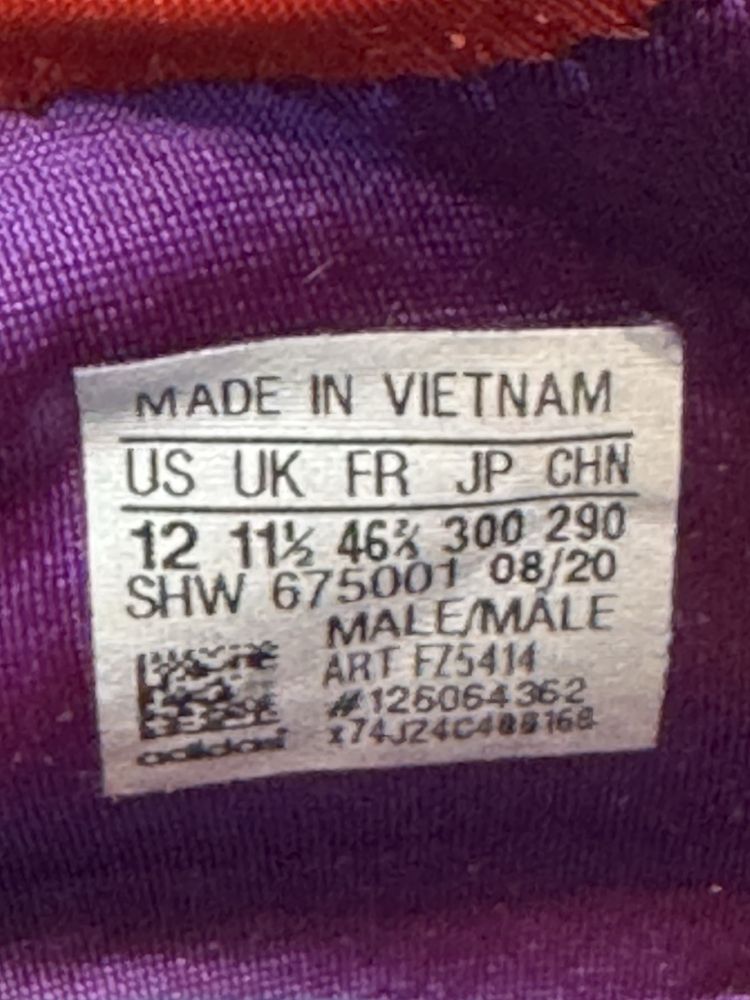 MADE IN VIETNAM
US UK FR JP CHN
12 11½ 46⅔ 300 290
SHW 675001 08/20
MALE/MÂLE
ART FZ5414
#126064362
adidas